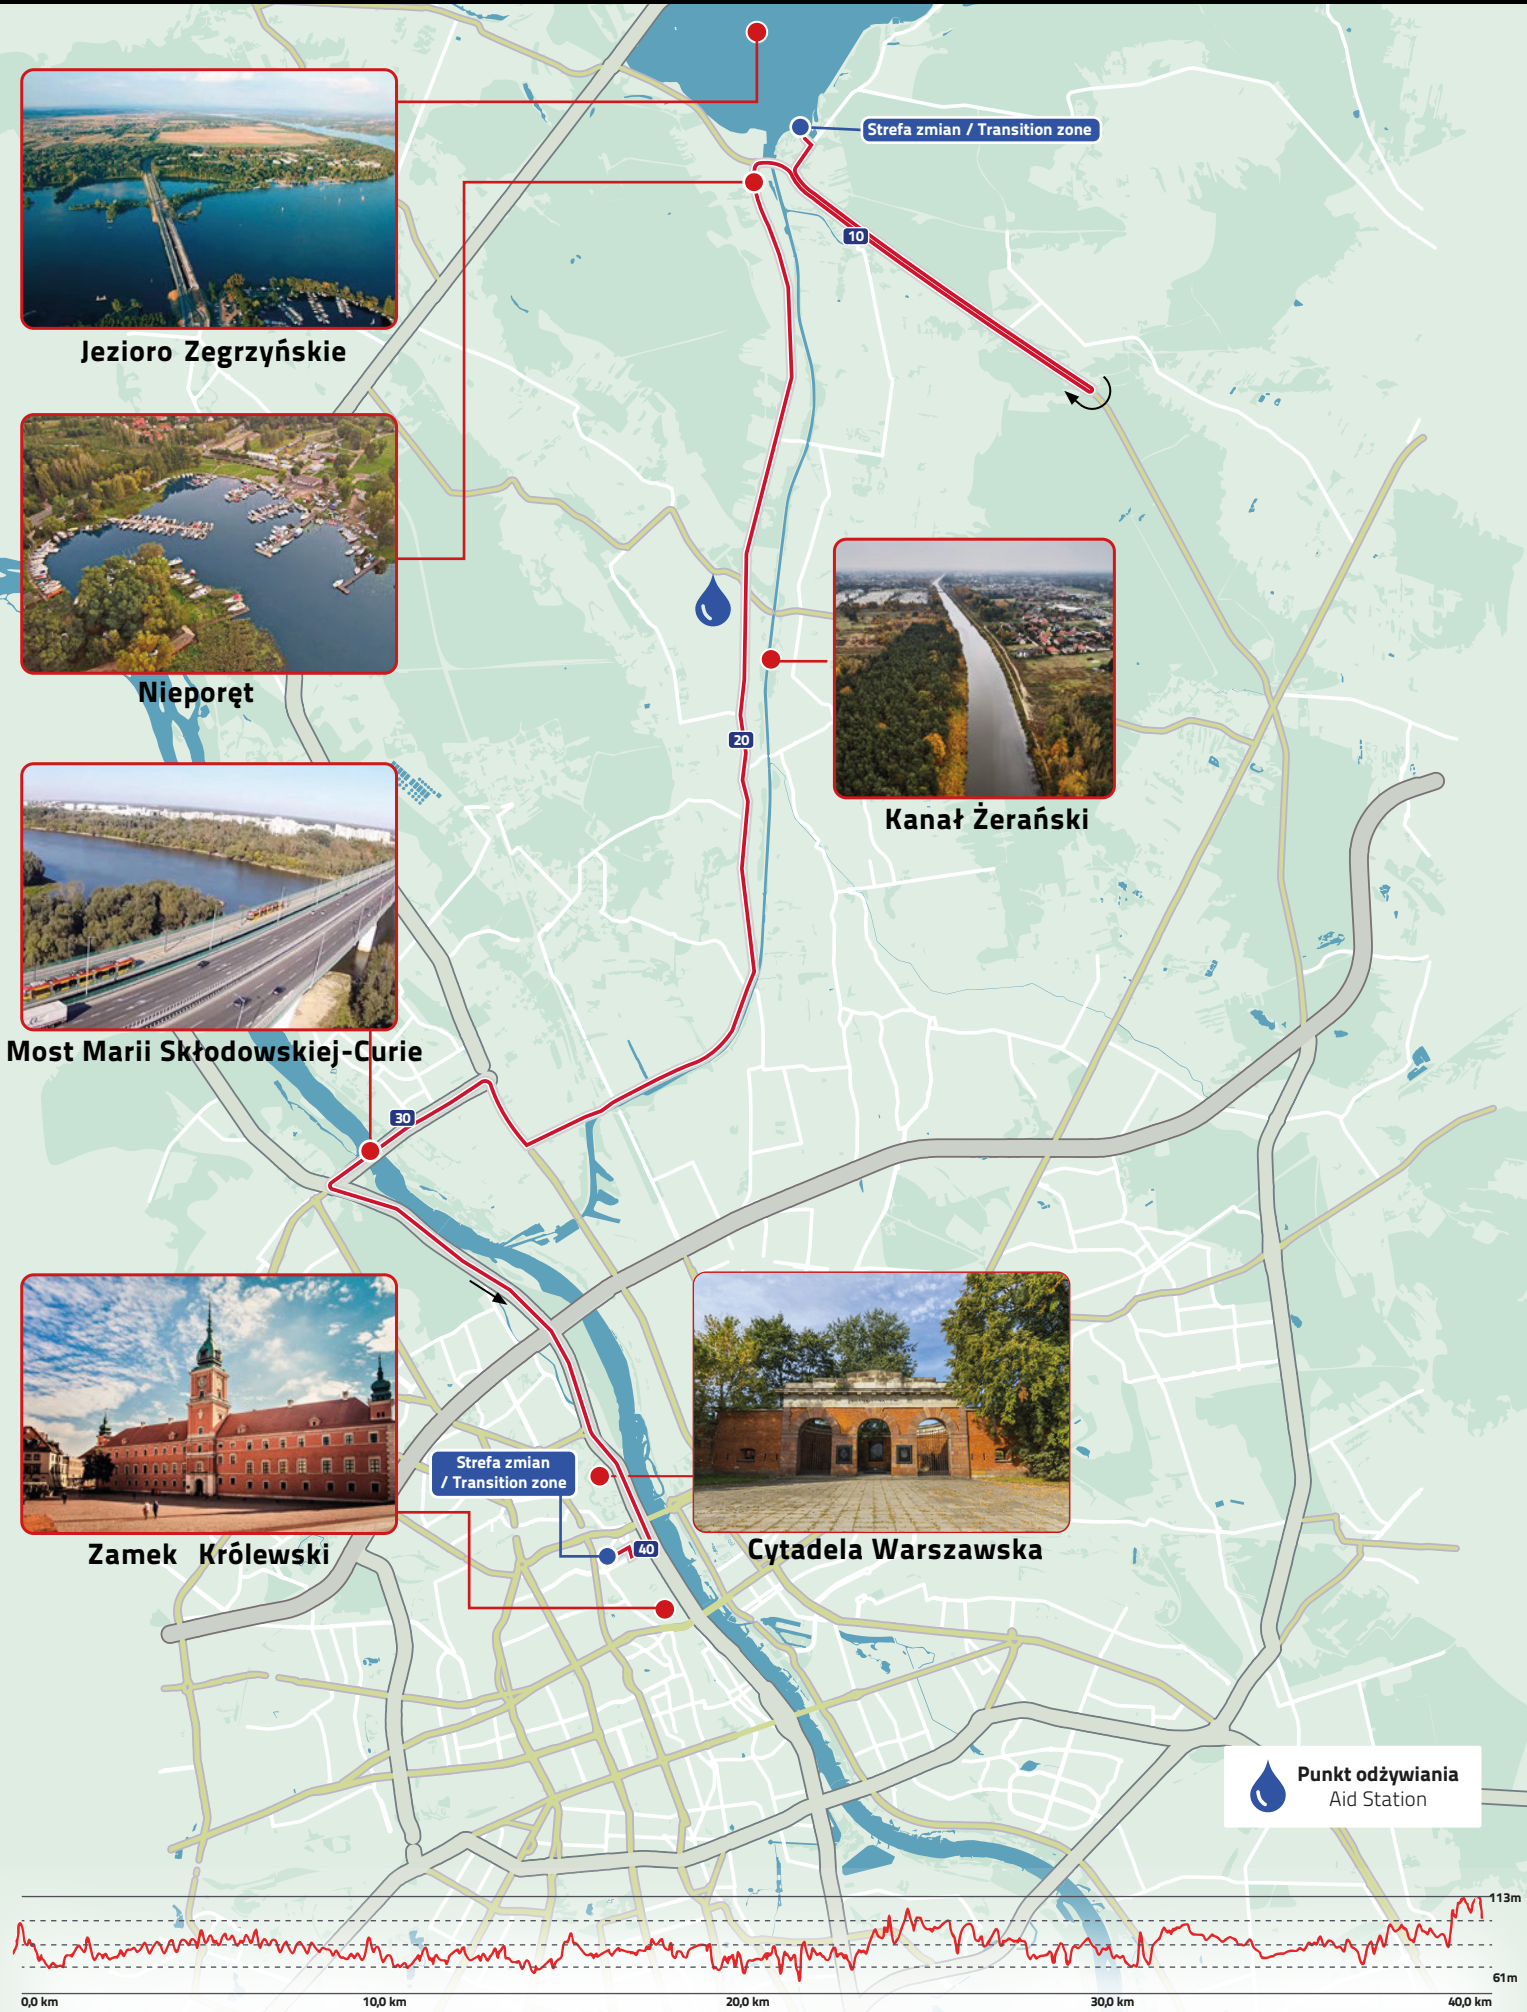 Strefa zmian / Transition zone
10
Jezioro Zegrzyńskie
Nieporęt
20
Kanał Żerański
Most Marii Skłodowskiej-Curie
30
Strefa zmian
/ Transition zone
40
Zamek Królewski
Cytadela Warszawska
Punkt odżywiania
Aid Station
113m
61m
0,0 km
10,0 km
20,0 km
30,0 km
40,0 km